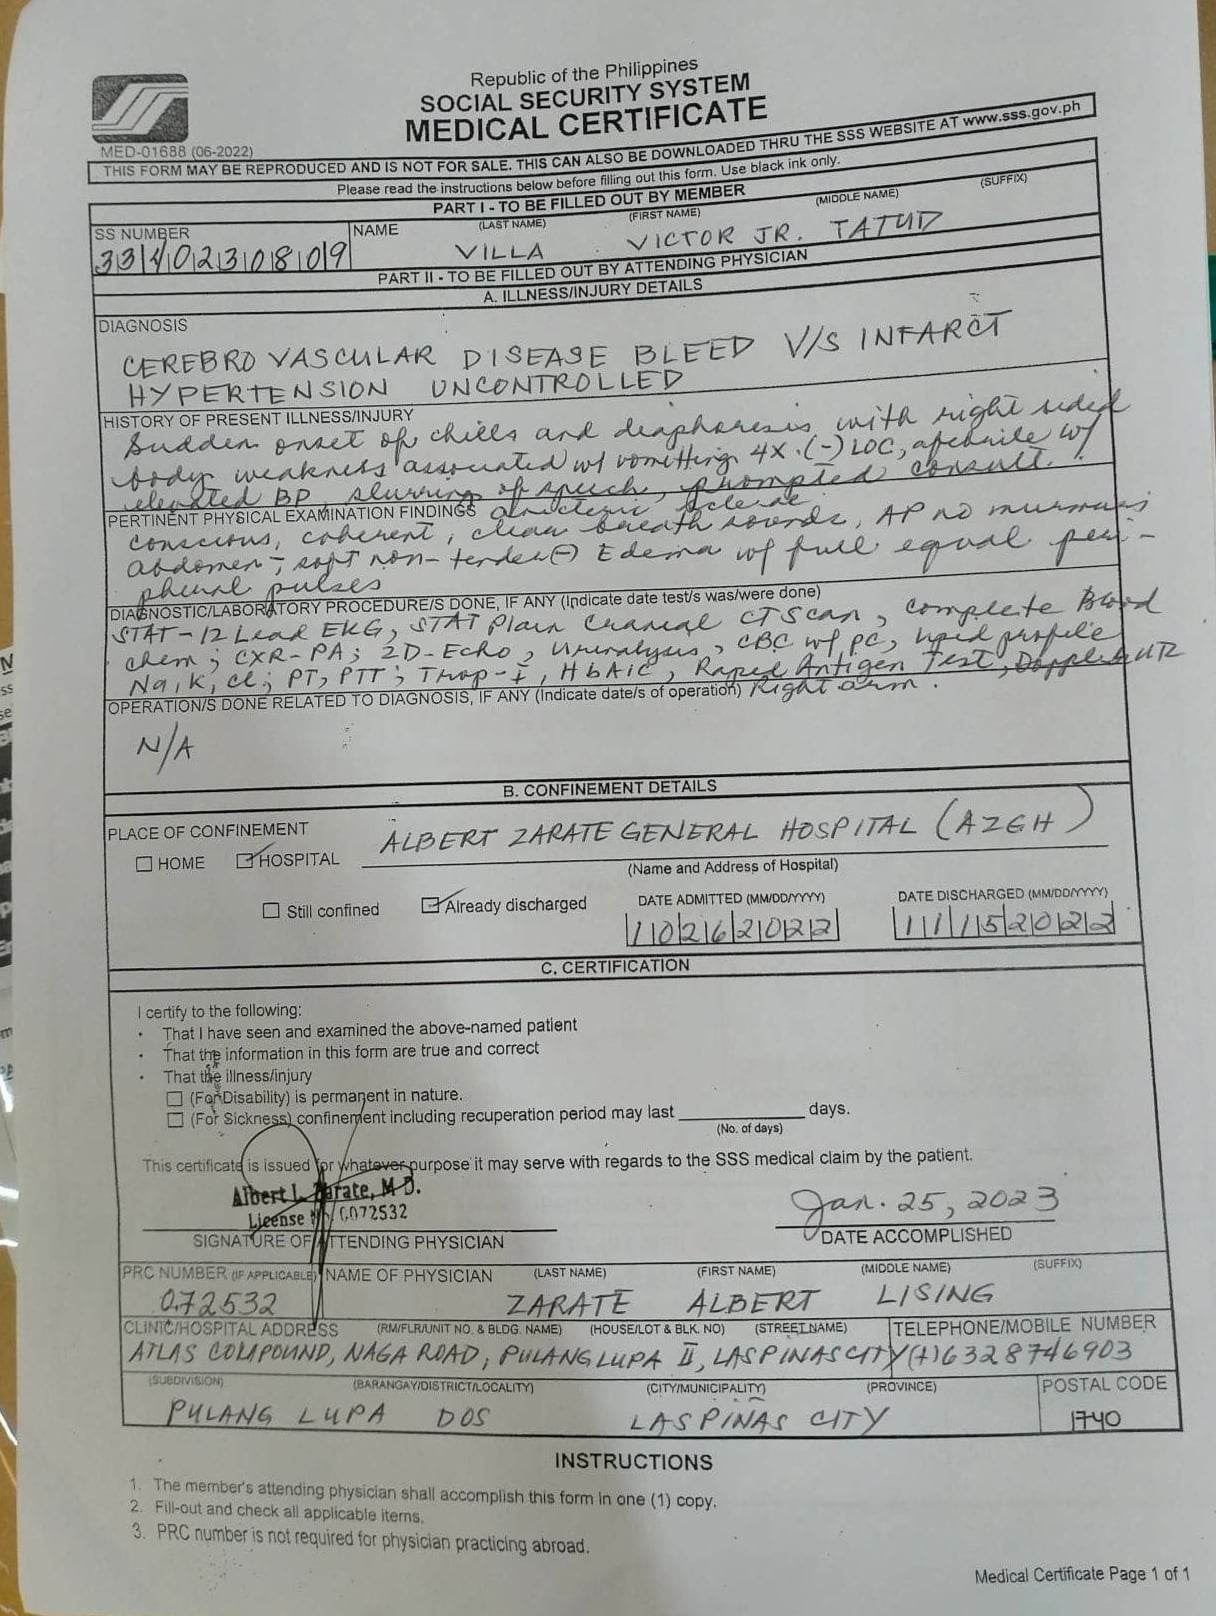 Republic of the Philippines
SOCIAL SECURITY SYSTEM
MEDICAL CERTIFICATE
MED-01688 (06-2022)
THIS FORM MAY BE REPRODUCED AND IS NOT FOR SALE. THIS CAN ALSO BE DOWNLOADED THRU THE SSS WEBSITE AT www.sss.gov.ph
Please read the instructions below before filling out this form. Use black ink only.
PART I - TO BE FILLED OUT BY MEMBER
SS NUMBER NAME (LAST NAME) (FIRST NAME) (MIDDLE NAME) (SUFFIX)
3340230809 VILLA VICTOR JR. TATUD
PART II - TO BE FILLED OUT BY ATTENDING PHYSICIAN
A. ILLNESS/INJURY DETAILS
DIAGNOSIS
CEREBRO VASCULAR DISEASE BLEED V/S INFARCT
HYPERTENSION UNCONTROLLED
HISTORY OF PRESENT ILLNESS/INJURY
Sudden onset of chills and diaphoresis with right sided
body weakness associated w/ vomitting 4X. (-) LOC, afebrile w/
elevated BP, slurring of speech, prompted consult.
PERTINENT PHYSICAL EXAMINATION FINDINGS anicteric sclerae
conscious, coherent, clear breath sounds, AP no murmurs
abdomen - soft non-tender (-) Edema w/ full equal peri-
pheral pulses
DIAGNOSTIC/LABORATORY PROCEDURE/S DONE, IF ANY (Indicate date test/s was/were done)
STAT-12 Lead EKG, STAT Plain Cranial CT Scan, Complete Blood
chem; CXR-PA; 2D-Echo, Urinalysis, CBC w/ pc, lipid profile
Na, K, cl; PT, PTT; Trop-I, HbAIC, Rapid Antigen Test,
OPERATION/S DONE RELATED TO DIAGNOSIS, IF ANY (Indicate date/s of operation) Right arm.
N/A
B. CONFINEMENT DETAILS
PLACE OF CONFINEMENT
HOME HOSPITAL ALBERT ZARATE GENERAL HOSPITAL (AZGH)
(Name and Address of Hospital)
Still confined Already discharged DATE ADMITTED (MM/DD/YYYY) DATE DISCHARGED (MM/DD/YYYY)
10262022 11152022
C. CERTIFICATION
I certify to the following:
• That I have seen and examined the above-named patient
• That the information in this form are true and correct
• That the illness/injury
(For Disability) is permanent in nature.
(For Sickness) confinement including recuperation period may last ____________ days.
(No. of days)
This certificate is issued for whatever purpose it may serve with regards to the SSS medical claim by the patient.
Albert L. Zarate, M.D.
License No. 0072532
Jan. 25, 2023
SIGNATURE OF ATTENDING PHYSICIAN DATE ACCOMPLISHED
PRC NUMBER (IF APPLICABLE) NAME OF PHYSICIAN (LAST NAME) (FIRST NAME) (MIDDLE NAME) (SUFFIX)
072532 ZARATE ALBERT LISING
CLINIC/HOSPITAL ADDRESS (RM/FLR/UNIT NO. & BLDG. NAME) (HOUSE/LOT & BLK. NO) (STREET NAME) TELEPHONE/MOBILE NUMBER
ATLAS COMPOUND, NAGA ROAD, PULANG LUPA II, LAS PINAS CITY (+)6328746903
(SUBDIVISION) (BARANGAY/DISTRICT/LOCALITY) (CITY/MUNICIPALITY) (PROVINCE) POSTAL CODE
PULANG LUPA DOS LAS PIÑAS CITY 1740
INSTRUCTIONS
1. The member's attending physician shall accomplish this form in one (1) copy.
2. Fill-out and check all applicable items.
3. PRC number is not required for physician practicing abroad.
Medical Certificate Page 1 of 1